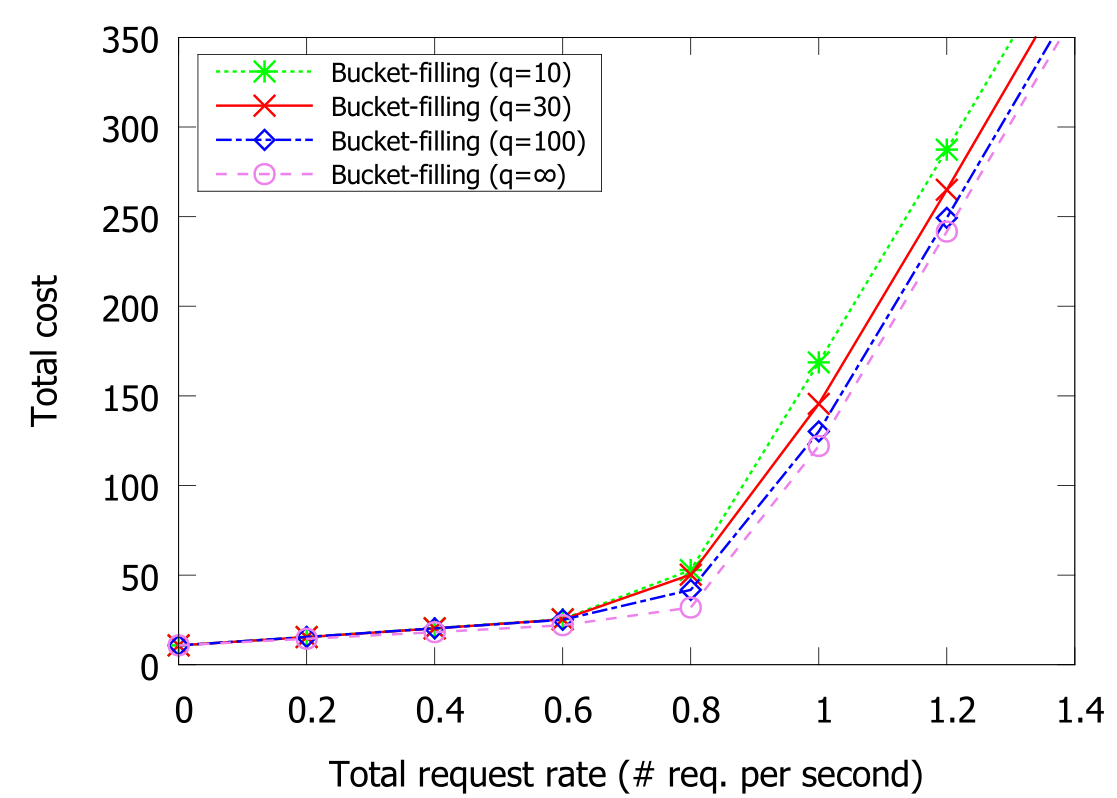 350
300
250
200
150
100
50
0
Total cost
Bucket-filling (q=10)
Bucket-filling (q=30)
Bucket-filling (q=100)
Bucket-filling (q=∞)
0 0.2 0.4 0.6 0.8 1 1.2 1.4
Total request rate (# req. per second)